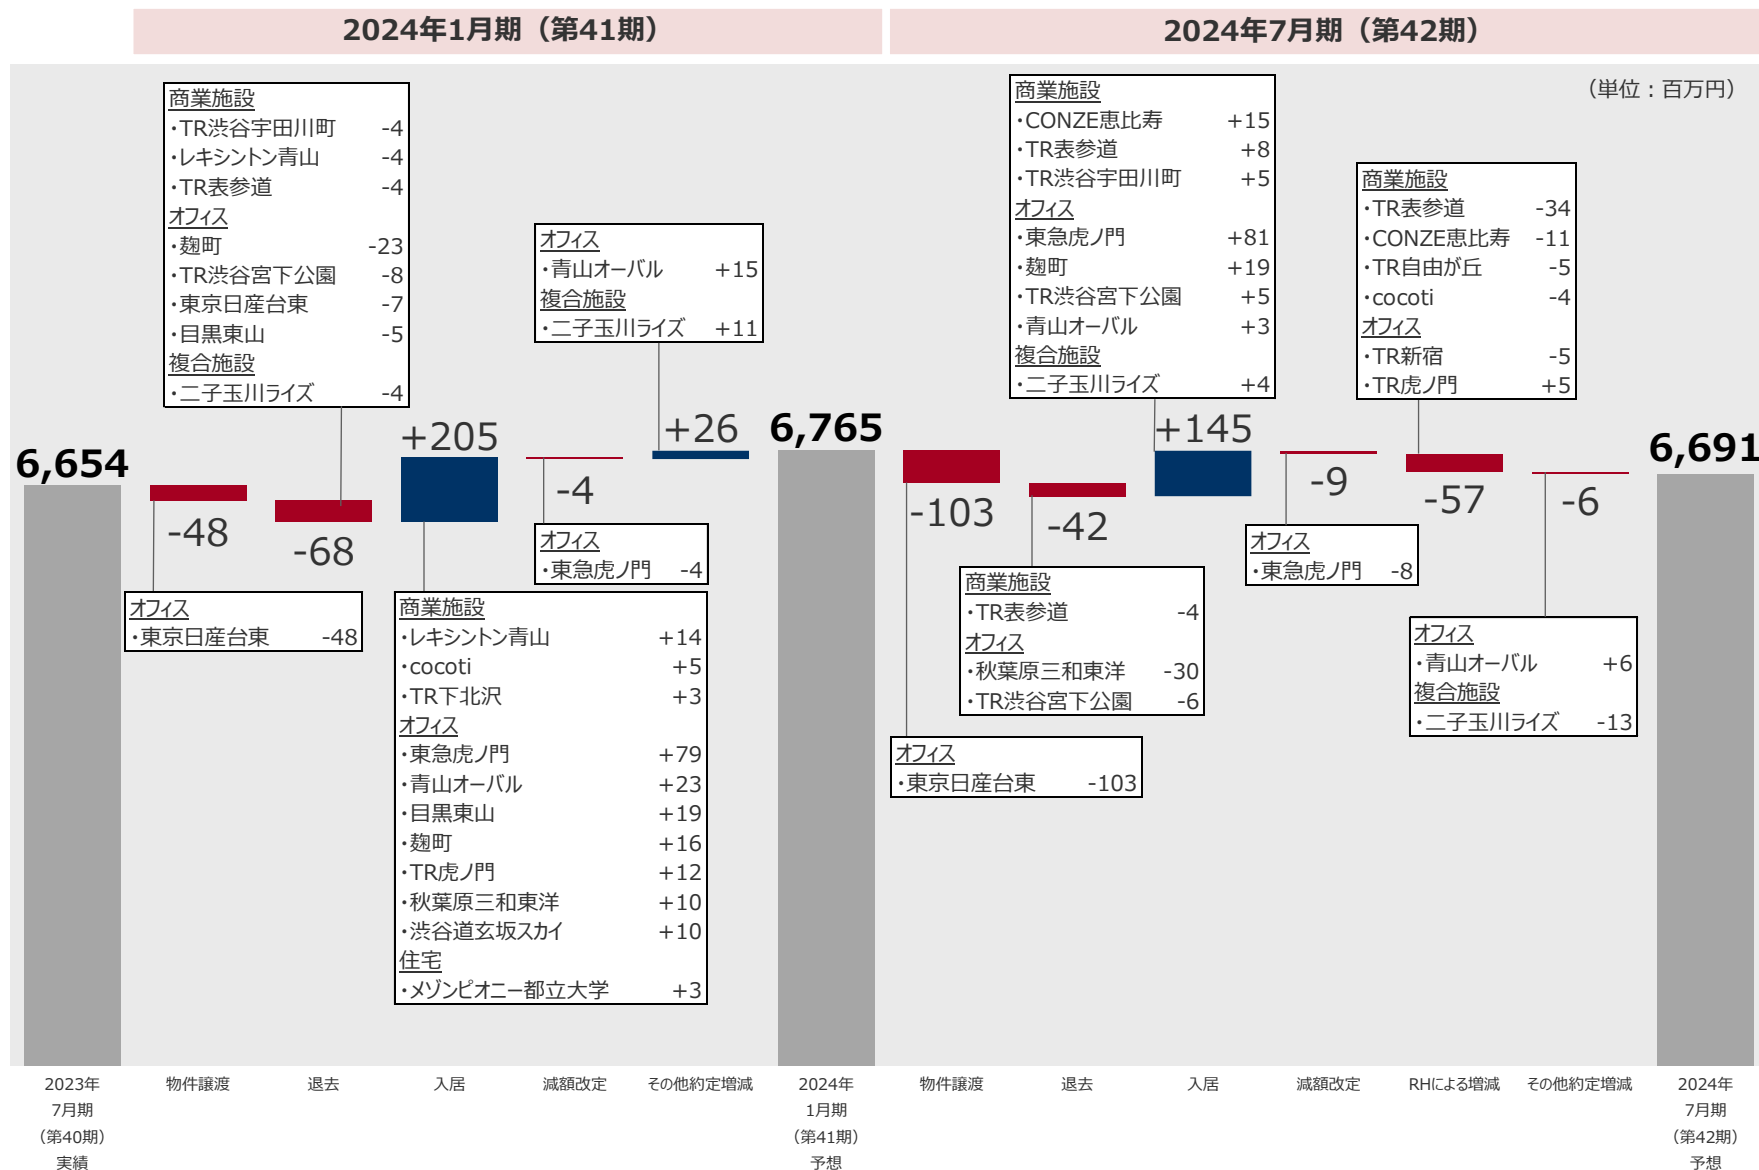 2024年1月期（第41期）
2024年7月期（第42期）
（単位：百万円）
商業施設
・TR渋谷宇田川町 -4
・レキシントン青山 -4
・TR表参道 -4
オフィス
・麹町 -23
・TR渋谷宮下公園 -8
・東京日産台東 -7
・目黒東山 -5
複合施設
・二子玉川ライズ -4
オフィス
・青山オーバル +15
複合施設
・二子玉川ライズ +11
商業施設
・CONZE恵比寿 +15
・TR表参道 +8
・TR渋谷宇田川町 +5
オフィス
・東急虎ノ門 +81
・麹町 +19
・TR渋谷宮下公園 +5
・青山オーバル +3
複合施設
・二子玉川ライズ +4
商業施設
・TR表参道 -34
・CONZE恵比寿 -11
・TR自由が丘 -5
・cocoti -4
オフィス
・TR新宿 -5
・TR虎ノ門 +5
6,654
-48
-68
+205
-4
+26
6,765
-103
-42
+145
-9
-57
-6
6,691
オフィス
・東京日産台東 -48
オフィス
・東急虎ノ門 -4
商業施設
・レキシントン青山 +14
・cocoti +5
・TR下北沢 +3
オフィス
・東急虎ノ門 +79
・青山オーバル +23
・目黒東山 +19
・麹町 +16
・TR虎ノ門 +12
・秋葉原三和東洋 +10
・渋谷道玄坂スカイ +10
住宅
・メゾンピオニー都立大学 +3
オフィス
・東京日産台東 -103
商業施設
・TR表参道 -4
オフィス
・秋葉原三和東洋 -30
・TR渋谷宮下公園 -6
オフィス
・東急虎ノ門 -8
オフィス
・青山オーバル +6
複合施設
・二子玉川ライズ -13
2023年
7月期
（第40期）
実績
物件譲渡
退去
入居
減額改定
その他約定増減
2024年
1月期
（第41期）
予想
物件譲渡
退去
入居
減額改定
RHによる増減
その他約定増減
2024年
7月期
（第42期）
予想